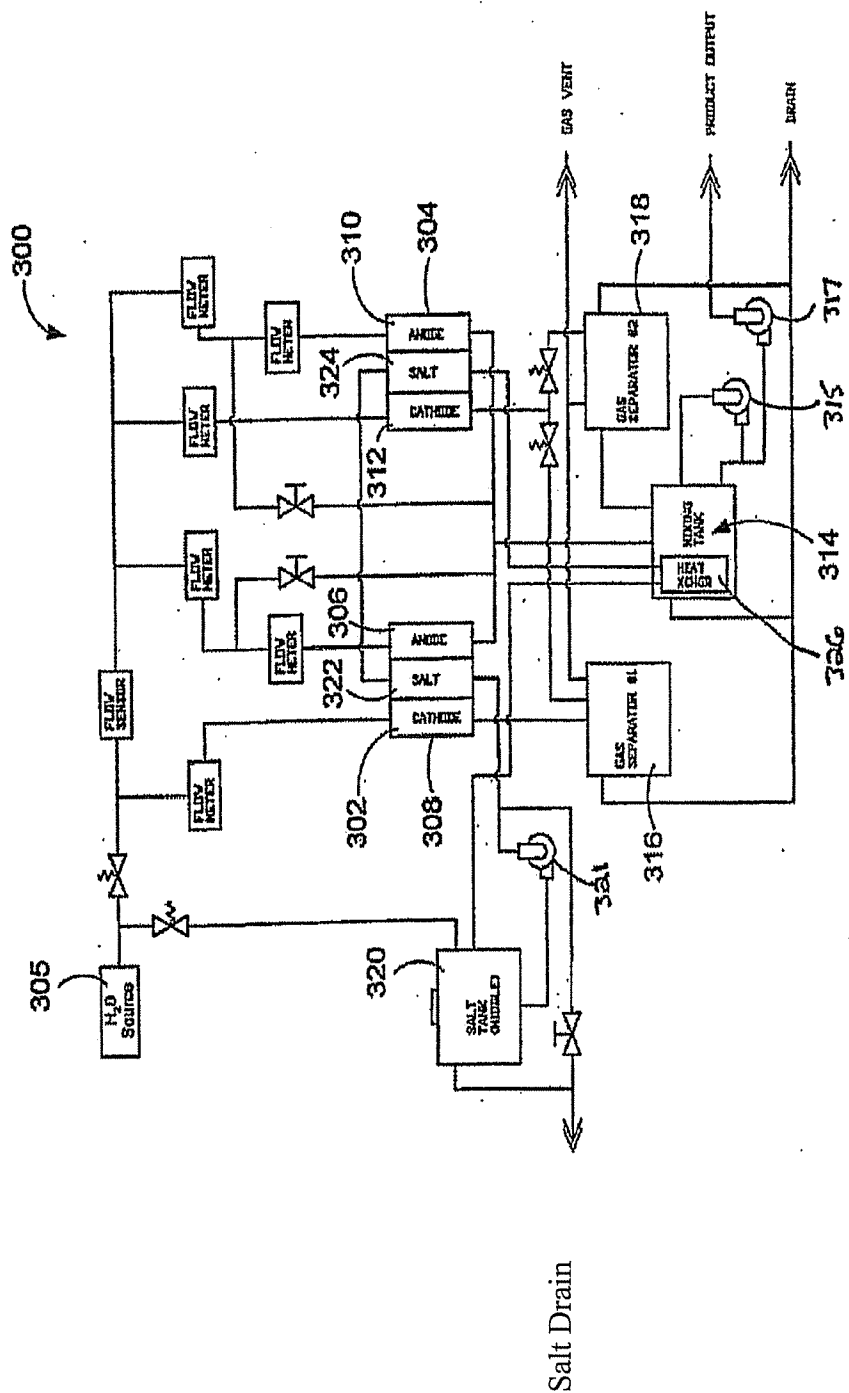 300
305
H₂O
Source
FLOW
SENSOR
FLOW
METER
FLOW
METER
FLOW
METER
FLOW
METER
FLOW
METER
FLOW
METER
302
322
306
CATHODE
SALT
ANODE
308
312
324
310
CATHODE
SALT
ANODE
304
320
SALT
TANK
(MIDDLE)
321
GAS
SEPARATOR #1
316
MIXING
TANK
HEAT
XCHGR
314
326
GAS
SEPARATOR #2
318
315
317
GAS VENT
PRODUCT OUTPUT
DRAIN
Salt Drain